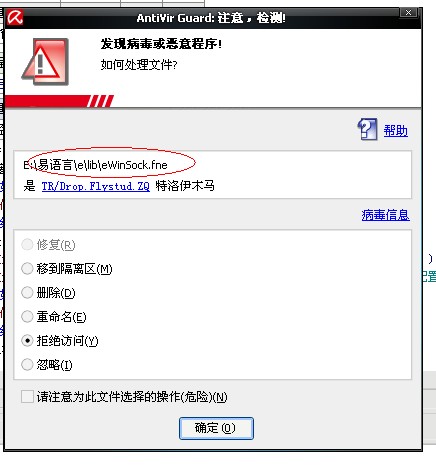 AntiVir Guard: 注意，检测!
发现病毒或恶意程序!
如何处理文件?
帮助
E:\易语言\e\lib\eWinSock.fne
是 TR/Drop.Flystud.ZQ 特洛伊木马
病毒信息
修复(R)
移到隔离区(M)
删除(D)
重命名(E)
拒绝访问(Y)
忽略(I)
请注意为此文件选择的操作(危险)(N)
确定(O)
配置